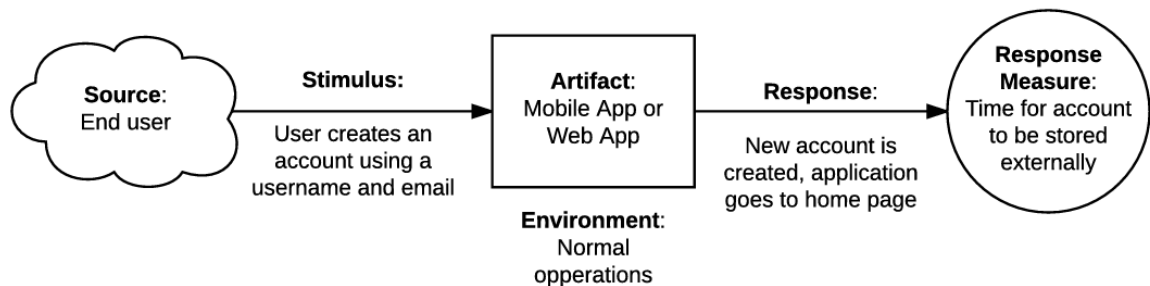 Source:
End user
Stimulus:
User creates an
account using a
username and email
Artifact:
Mobile App or
Web App
Environment:
Normal
opperations
Response:
New account is
created, application
goes to home page
Response
Measure:
Time for account
to be stored
externally